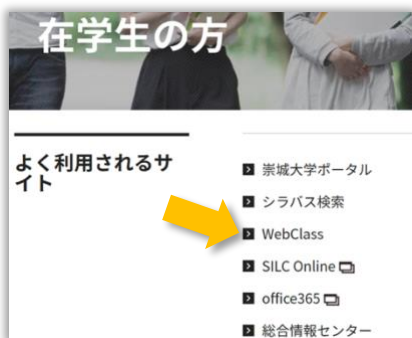 在学生の方
よく利用されるサ
イト
崇城大学ポータル
シラバス検索
WebClass
SILC Online
office365
総合情報センター